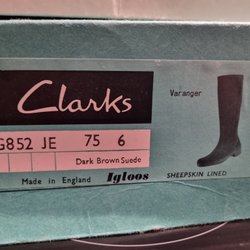 Clarks
Varanger
G852 JE 75 6
Dark Brown Suede
Made in England Igloos SHEEPSKIN LINED